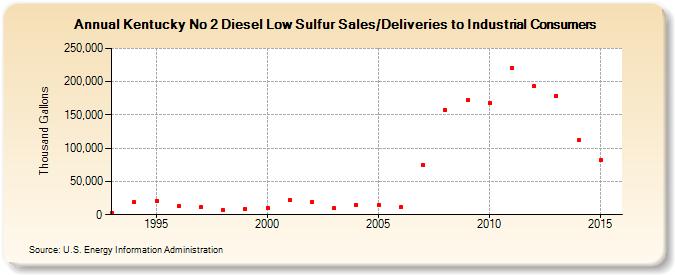 Annual Kentucky No 2 Diesel Low Sulfur Sales/Deliveries to Industrial Consumers
Thousand Gallons
250,000
200,000
150,000
100,000
50,000
0
1995 2000 2005 2010 2015
Source: U.S. Energy Information Administration